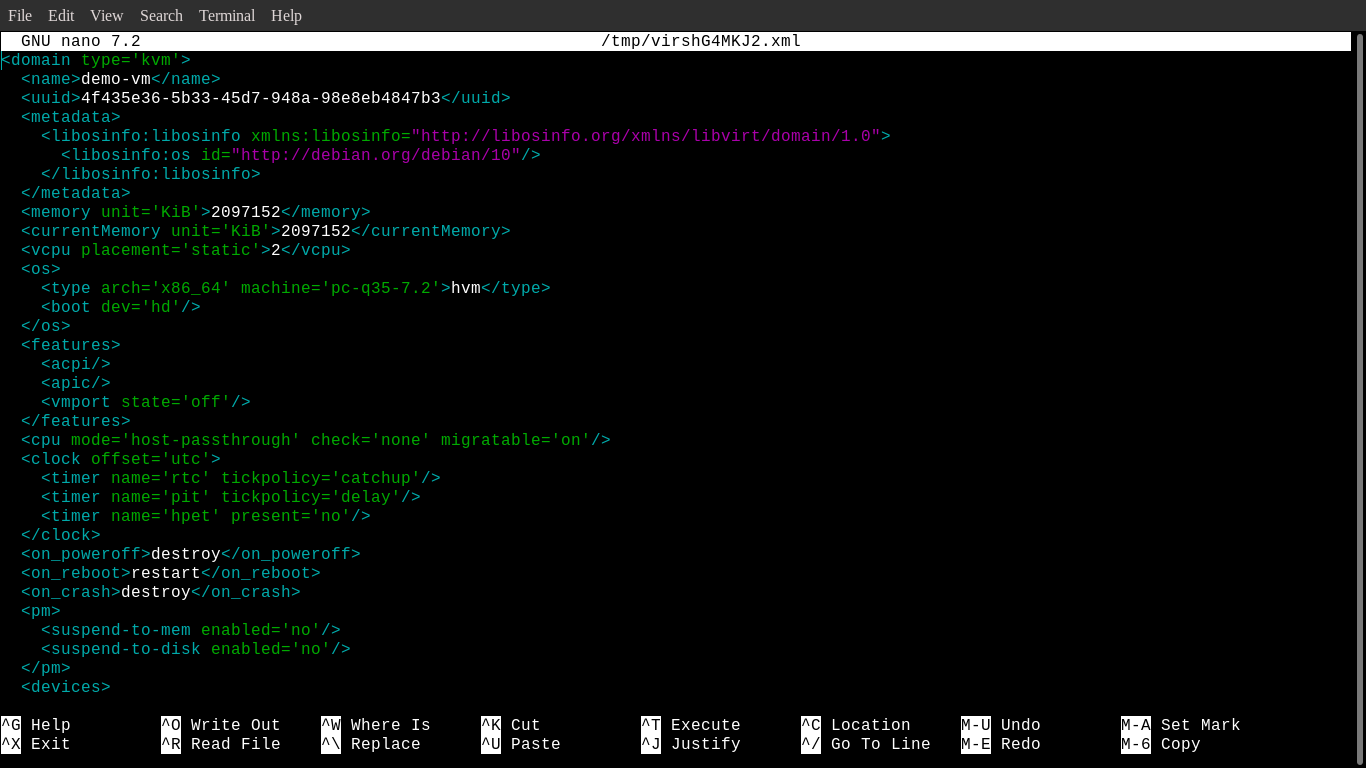 File Edit View Search Terminal Help
GNU nano 7.2 /tmp/virshG4MKJ2.xml
<domain type='kvm'>
  <name>demo-vm</name>
  <uuid>4f435e36-5b33-45d7-948a-98e8eb4847b3</uuid>
  <metadata>
    <libosinfo:libosinfo xmlns:libosinfo="http://libosinfo.org/xmlns/libvirt/domain/1.0">
      <libosinfo:os id="http://debian.org/debian/10"/>
    </libosinfo:libosinfo>
  </metadata>
  <memory unit='KiB'>2097152</memory>
  <currentMemory unit='KiB'>2097152</currentMemory>
  <vcpu placement='static'>2</vcpu>
  <os>
    <type arch='x86_64' machine='pc-q35-7.2'>hvm</type>
    <boot dev='hd'/>
  </os>
  <features>
    <acpi/>
    <apic/>
    <vmport state='off'/>
  </features>
  <cpu mode='host-passthrough' check='none' migratable='on'/>
  <clock offset='utc'>
    <timer name='rtc' tickpolicy='catchup'/>
    <timer name='pit' tickpolicy='delay'/>
    <timer name='hpet' present='no'/>
  </clock>
  <on_poweroff>destroy</on_poweroff>
  <on_reboot>restart</on_reboot>
  <on_crash>destroy</on_crash>
  <pm>
    <suspend-to-mem enabled='no'/>
    <suspend-to-disk enabled='no'/>
  </pm>
  <devices>
^G Help ^O Write Out ^W Where Is ^K Cut ^T Execute ^C Location M-U Undo M-A Set Mark
^X Exit ^R Read File ^\ Replace ^U Paste ^J Justify ^/ Go To Line M-E Redo M-6 Copy